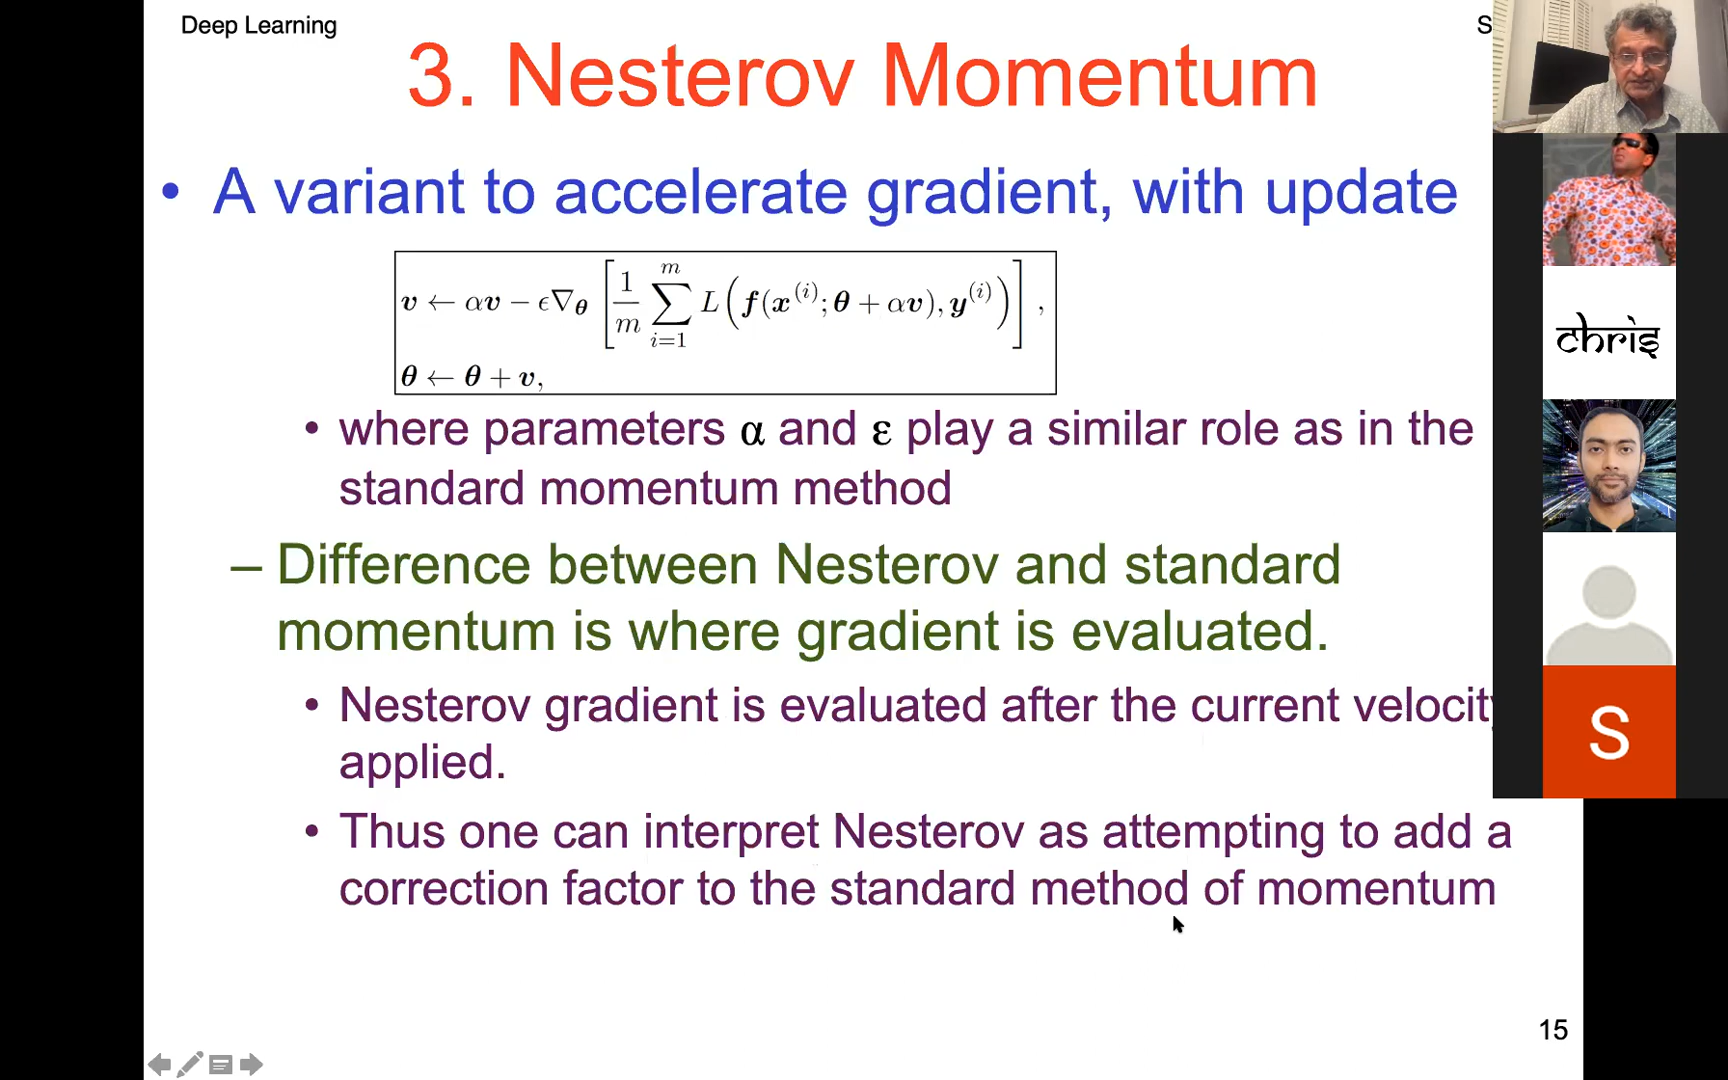 Deep Learning
S
3. Nesterov Momentum
• A variant to accelerate gradient, with update
v ← αv − ϵ∇θ [ 1/m ∑_{i=1}^{m} L( f(x^{(i)}; θ + αv), y^{(i)} ) ] ,
θ ← θ + v,
• where parameters α and ε play a similar role as in the
standard momentum method
– Difference between Nesterov and standard
momentum is where gradient is evaluated.
• Nesterov gradient is evaluated after the current
applied.
• Thus one can interpret Nesterov as attempting to add a
correction factor to the standard method of momentum
15
chris
S